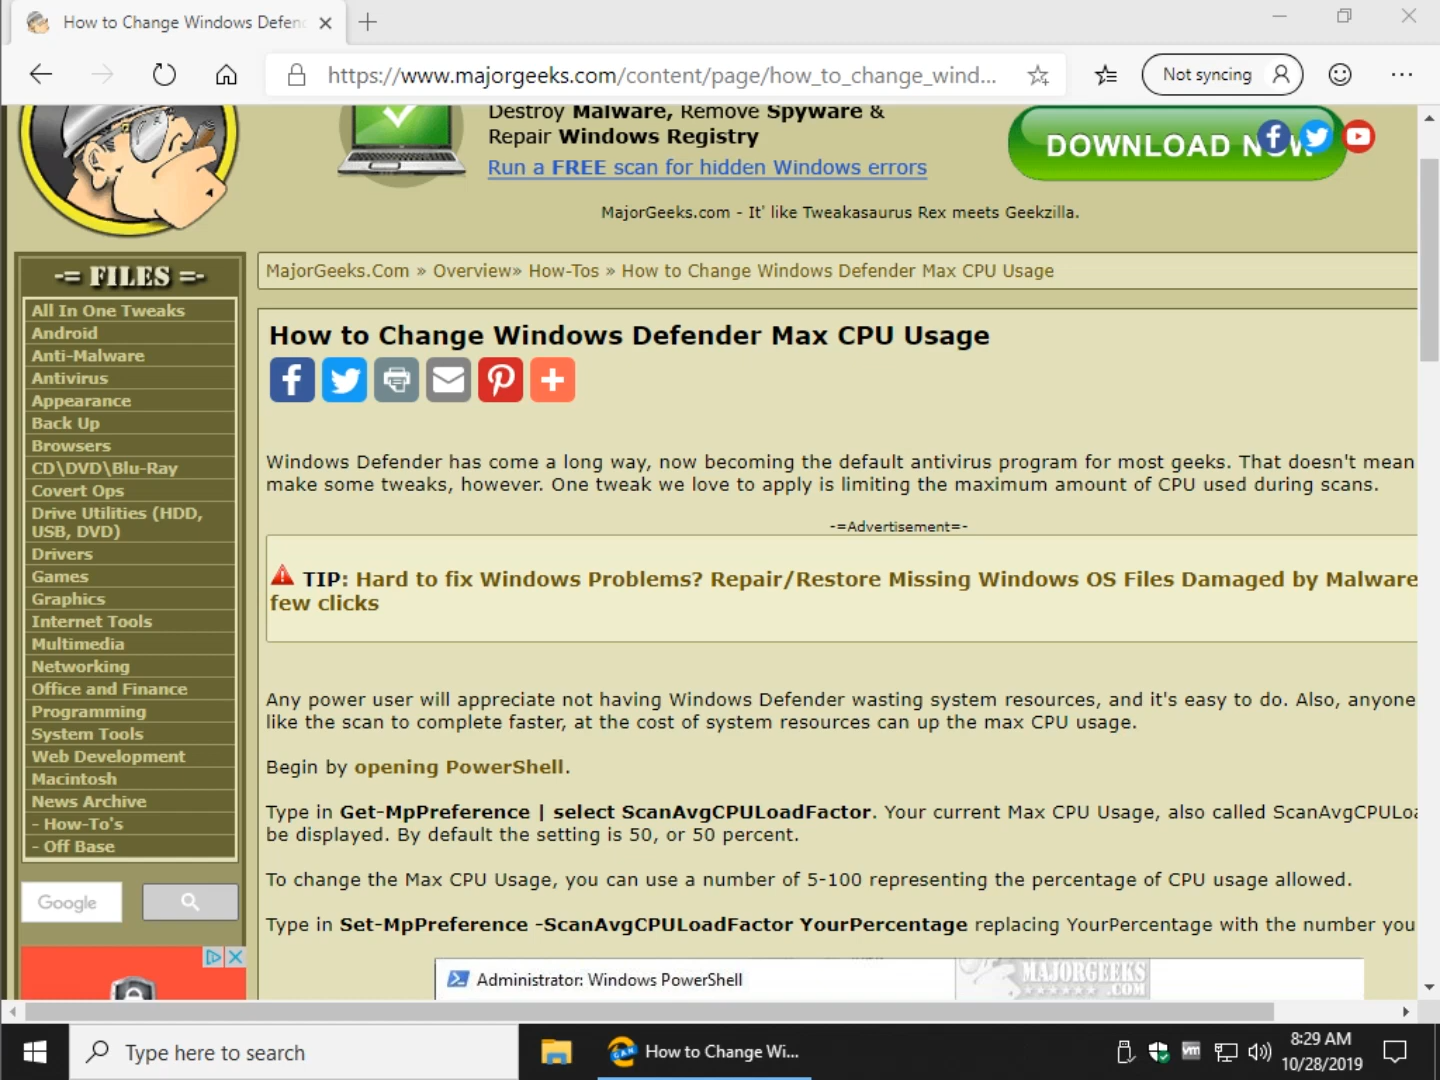 How to Change Windows Defen
https://www.majorgeeks.com/content/page/how_to_change_wind...
Not syncing
Destroy Malware, Remove Spyware &
Repair Windows Registry
Run a FREE scan for hidden Windows errors
DOWNLOAD NOW
MajorGeeks.com - It' like Tweakasaurus Rex meets Geekzilla.
-= FILES =-
All In One Tweaks
Android
Anti-Malware
Antivirus
Appearance
Back Up
Browsers
CD\DVD\Blu-Ray
Covert Ops
Drive Utilities (HDD,
USB, DVD)
Drivers
Games
Graphics
Internet Tools
Multimedia
Networking
Office and Finance
Programming
System Tools
Web Development
Macintosh
News Archive
- How-To's
- Off Base
Google
MajorGeeks.Com » Overview» How-Tos » How to Change Windows Defender Max CPU Usage
How to Change Windows Defender Max CPU Usage
Windows Defender has come a long way, now becoming the default antivirus program for most geeks. That doesn't mean
make some tweaks, however. One tweak we love to apply is limiting the maximum amount of CPU used during scans.
-=Advertisement=-
TIP: Hard to fix Windows Problems? Repair/Restore Missing Windows OS Files Damaged by Malware
few clicks
Any power user will appreciate not having Windows Defender wasting system resources, and it's easy to do. Also, anyone
like the scan to complete faster, at the cost of system resources can up the max CPU usage.
Begin by opening PowerShell.
Type in Get-MpPreference | select ScanAvgCPULoadFactor. Your current Max CPU Usage, also called ScanAvgCPULoa
be displayed. By default the setting is 50, or 50 percent.
To change the Max CPU Usage, you can use a number of 5-100 representing the percentage of CPU usage allowed.
Type in Set-MpPreference -ScanAvgCPULoadFactor YourPercentage replacing YourPercentage with the number you
Administrator: Windows PowerShell
MAJORGEEKS
.COM
Type here to search
How to Change Wi...
8:29 AM
10/28/2019